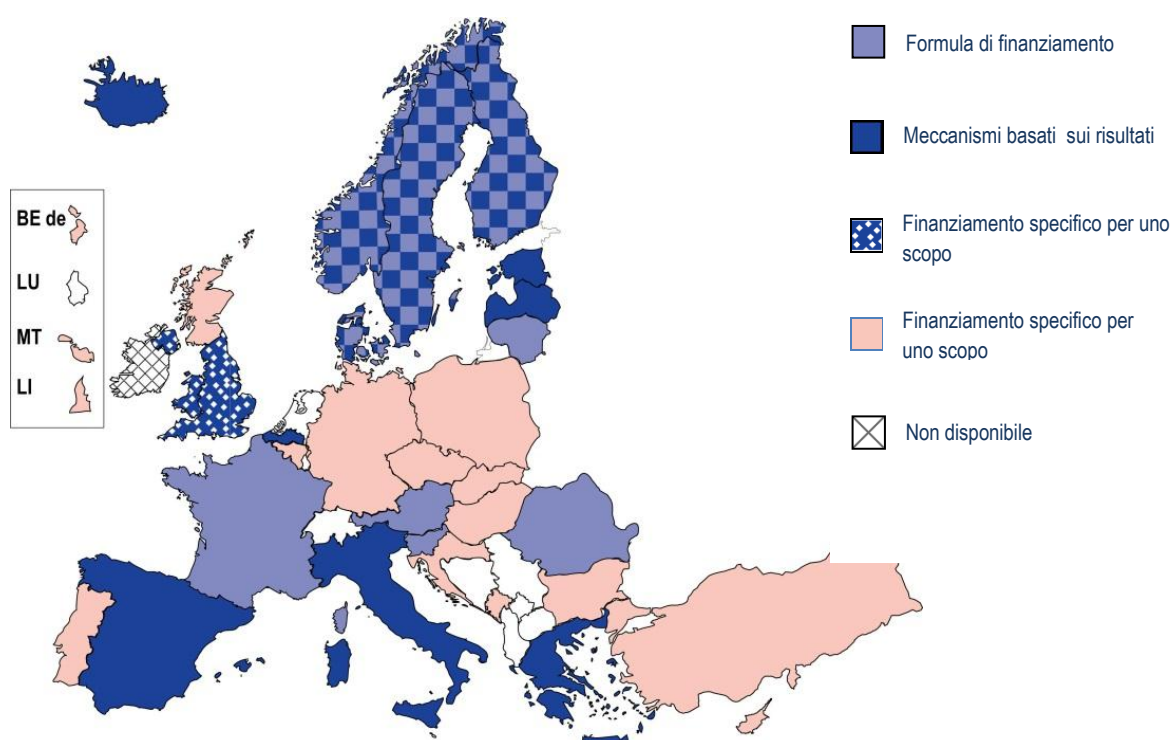 Formula di finanziamento
Meccanismi basati sui risultati
Finanziamento specifico per uno
scopo
Finanziamento specifico per
uno scopo
Non disponibile
BE de
LU
MT
LI